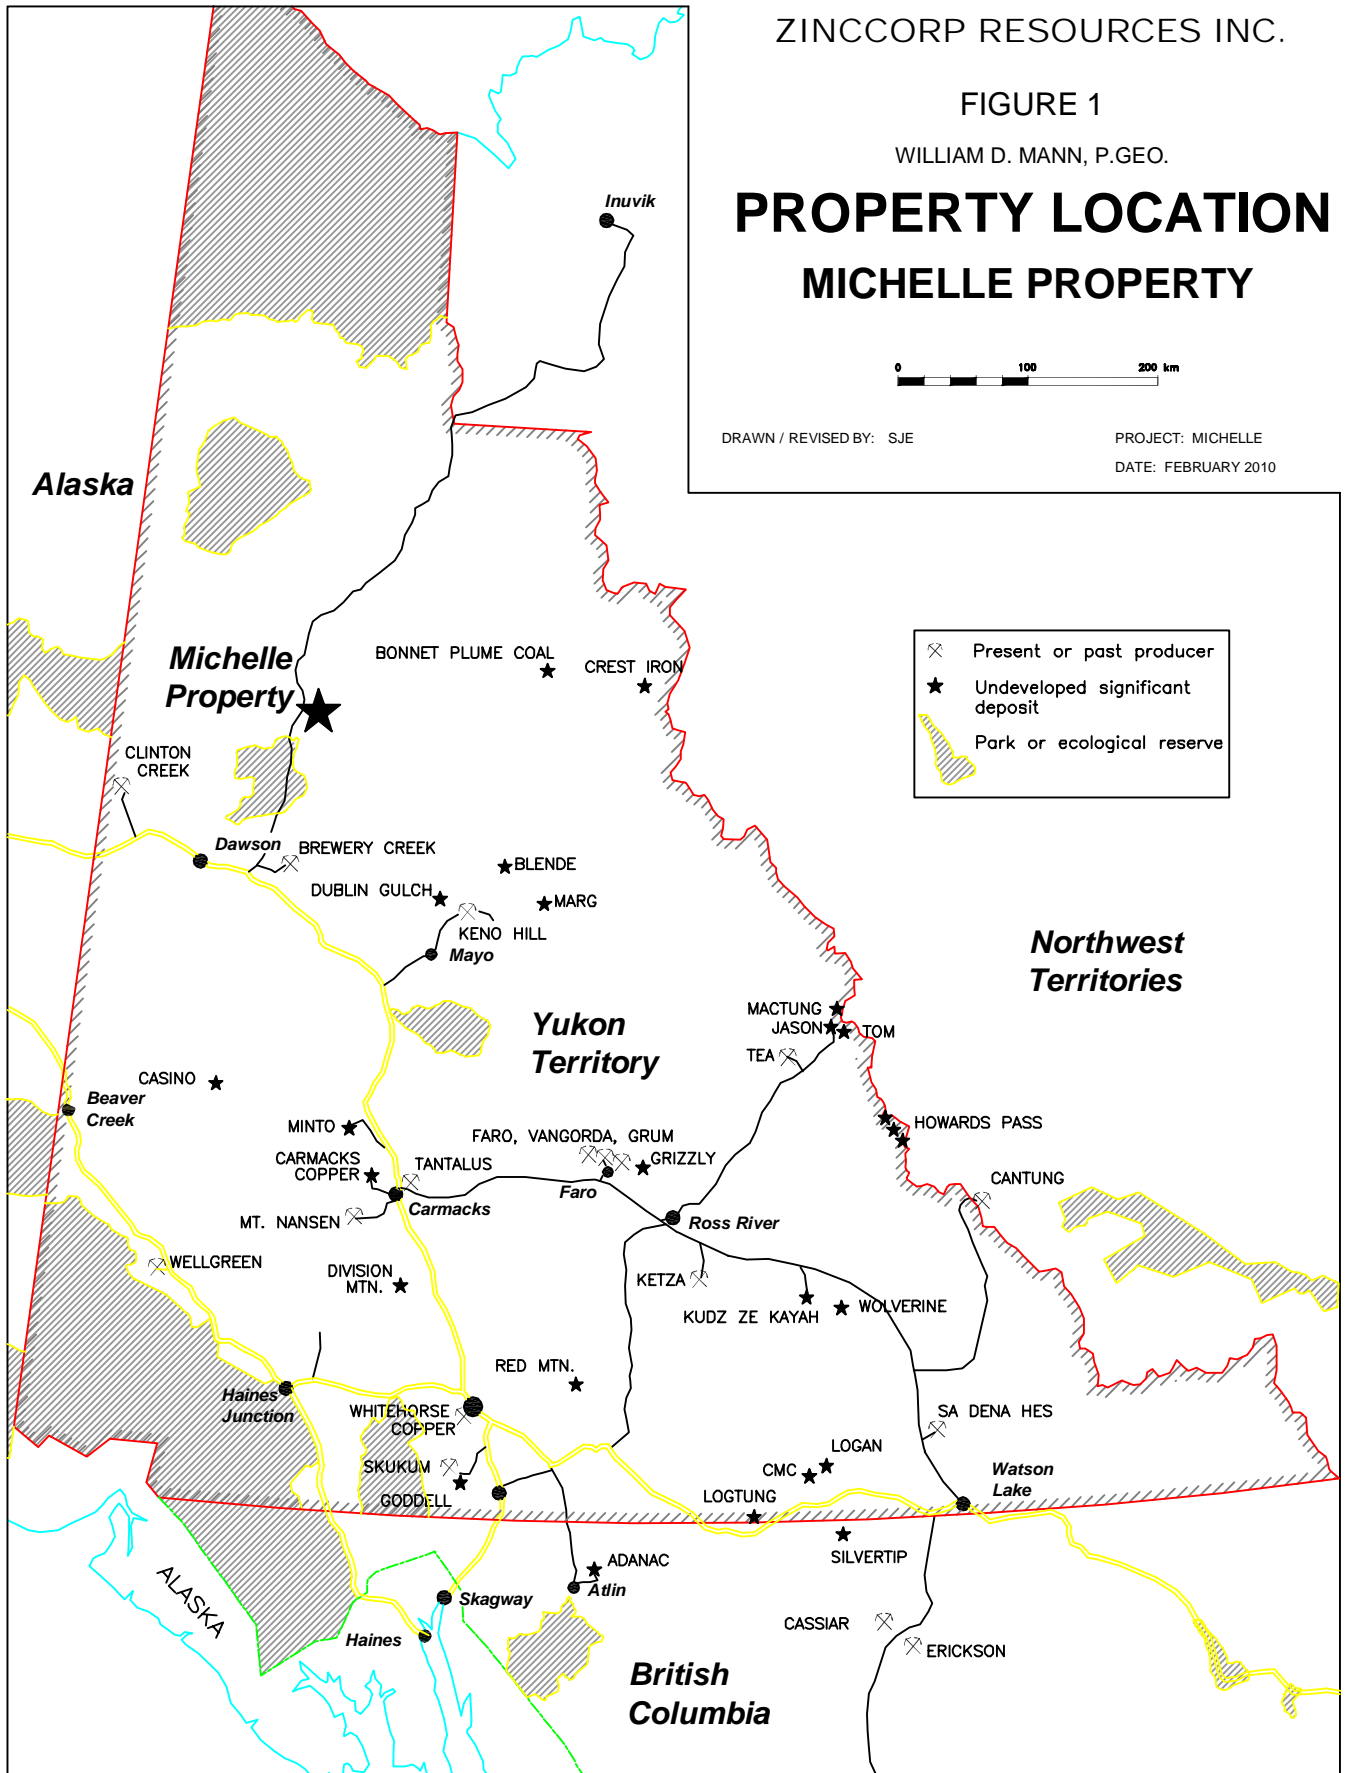 ZINCCORP RESOURCES INC.
FIGURE 1
WILLIAM D. MANN, P.GEO.
PROPERTY LOCATION
MICHELLE PROPERTY
0 100 200 km
DRAWN / REVISED BY: SJE
PROJECT: MICHELLE
DATE: FEBRUARY 2010
Inuvik
Alaska
Present or past producer
Undeveloped significant
deposit
Park or ecological reserve
Michelle
Property
BONNET PLUME COAL
CREST IRON
CLINTON
CREEK
Dawson
BREWERY CREEK
BLENDE
DUBLIN GULCH
MARG
KENO HILL
Mayo
Northwest
Territories
Yukon
Territory
MACTUNG
JASON
TOM
TEA
CASINO
Beaver
Creek
MINTO
HOWARDS PASS
FARO, VANGORDA, GRUM
GRIZZLY
CARMACKS
COPPER
TANTALUS
Faro
CANTUNG
Carmacks
MT. NANSEN
Ross River
WELLGREEN
DIVISION
MTN.
KETZA
KUDZ ZE KAYAH
WOLVERINE
RED MTN.
Haines
Junction
WHITEHORSE
COPPER
SA DENA HES
SKUKUM
GODDELL
LOGAN
CMC
LOGTUNG
Watson
Lake
SILVERTIP
ADANAC
Atlin
ALASKA
Skagway
Haines
CASSIAR
ERICKSON
British
Columbia